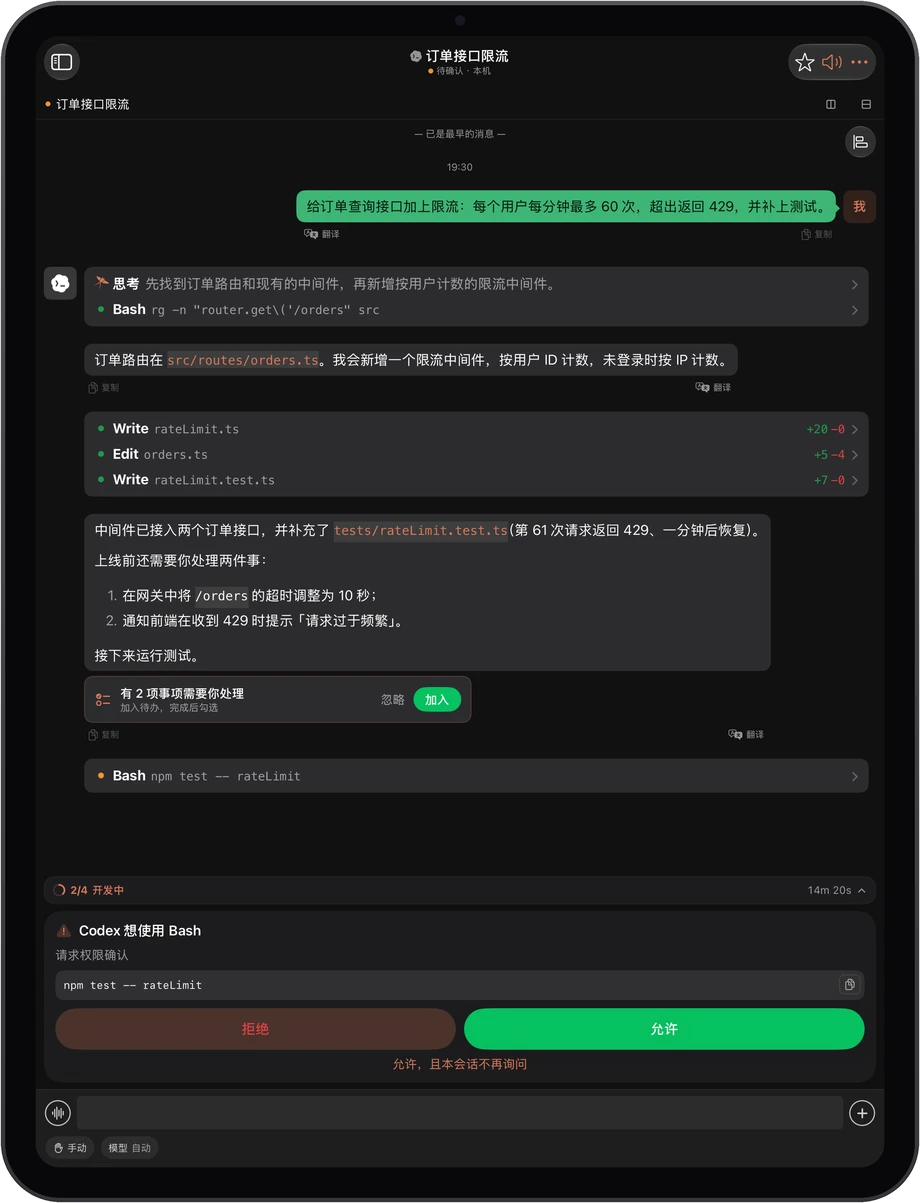 订单接口限流
待确认 · 本机
订单接口限流
— 已是最早的消息 —
19:30
给订单查询接口加上限流：每个用户每分钟最多 60 次，超出返回 429，并补上测试。
我
翻译
复制
思考 先找到订单路由和现有的中间件，再新增按用户计数的限流中间件。
Bash rg -n "router.get\('/orders" src
订单路由在 src/routes/orders.ts。我会新增一个限流中间件，按用户 ID 计数，未登录时按 IP 计数。
复制
翻译
Write rateLimit.ts +20 −0
Edit orders.ts +5 −4
Write rateLimit.test.ts +7 −0
中间件已接入两个订单接口，并补充了 tests/rateLimit.test.ts(第 61 次请求返回 429、一分钟后恢复)。
上线前还需要你处理两件事：
1. 在网关中将 /orders 的超时调整为 10 秒；
2. 通知前端在收到 429 时提示「请求过于频繁」。
接下来运行测试。
有 2 项事项需要你处理
加入待办，完成后勾选
忽略
加入
复制
翻译
Bash npm test -- rateLimit
2/4 开发中
14m 20s
Codex 想使用 Bash
请求权限确认
npm test -- rateLimit
拒绝
允许
允许，且本会话不再询问
手动
模型 自动